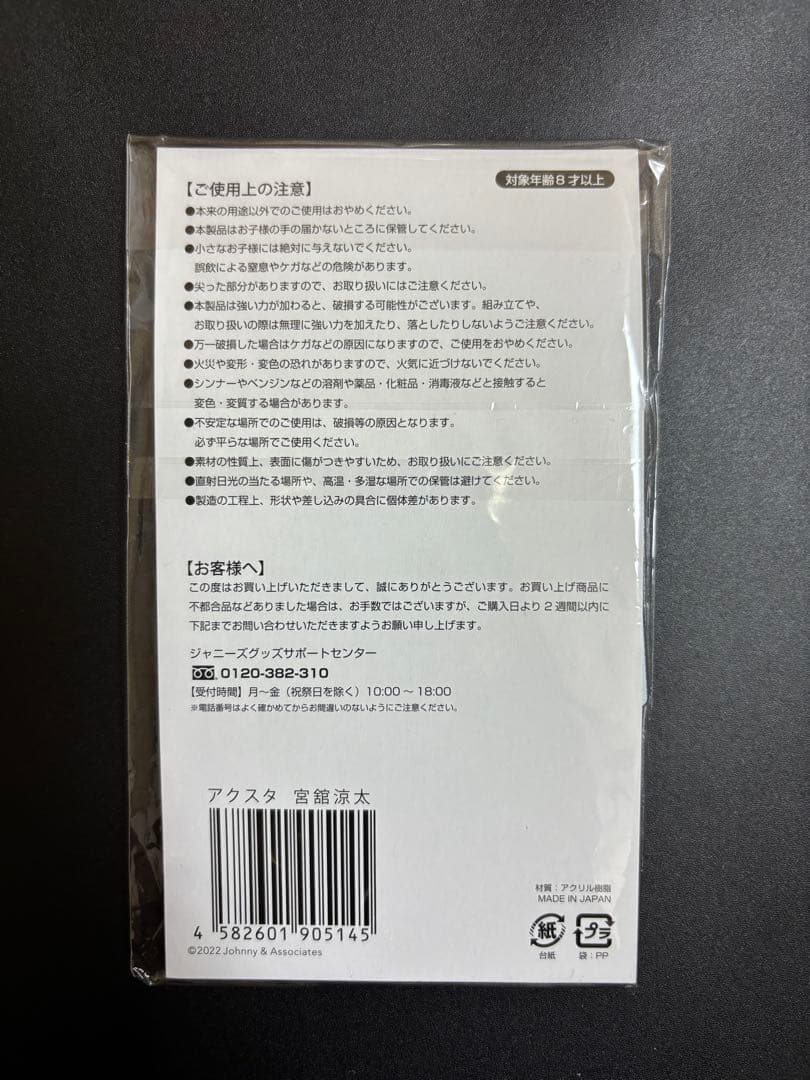 対象年齢8才以上
【ご使用上の注意】
●本来の用途以外でのご使用はおやめください。
●本製品はお子様の手の届かないところに保管してください。
●小さなお子様には絶対に与えないでください。
誤飲による窒息やケガなどの危険があります。
●尖った部分がありますので、お取り扱いにはご注意ください。
●本製品は強い力が加わると、破損する可能性がございます。組み立てや、
お取り扱いの際は無理に強い力を加えたり、落としたりしないようご注意ください。
●万一破損した場合はケガなどの原因になりますので、ご使用をおやめください。
●火災や変形・変色の恐れがありますので、火気に近づけないでください。
●シンナーやベンジンなどの溶剤や薬品・化粧品・消毒液などと接触すると
変色・変質する場合があります。
●不安定な場所でのご使用は、破損等の原因となります。
必ず平らな場所でご使用ください。
●素材の性質上、表面に傷がつきやすいため、お取り扱いにご注意ください。
●直射日光の当たる場所や、高温・多湿な場所での保管は避けてください。
●製造の工程上、形状や差し込みの具合に個体差があります。
【お客様へ】
この度はお買い上げいただきまして、誠にありがとうございます。お買い上げ商品に
不都合品などありました場合は、お手数ではございますが、ご購入日より2週間以内に
下記までお問い合わせいただきますようお願い申し上げます。
ジャニーズグッズサポートセンター
0120-382-310
【受付時間】月〜金(祝祭日を除く)10:00〜18:00
※電話番号はよく確かめてからお間違いのないようにご注意ください。
アクスタ 宮舘涼太
4 582601 905145
©2022 Johnny & Associates
材質:アクリル樹脂
MADE IN JAPAN
紙 プラ
台紙 袋:PP